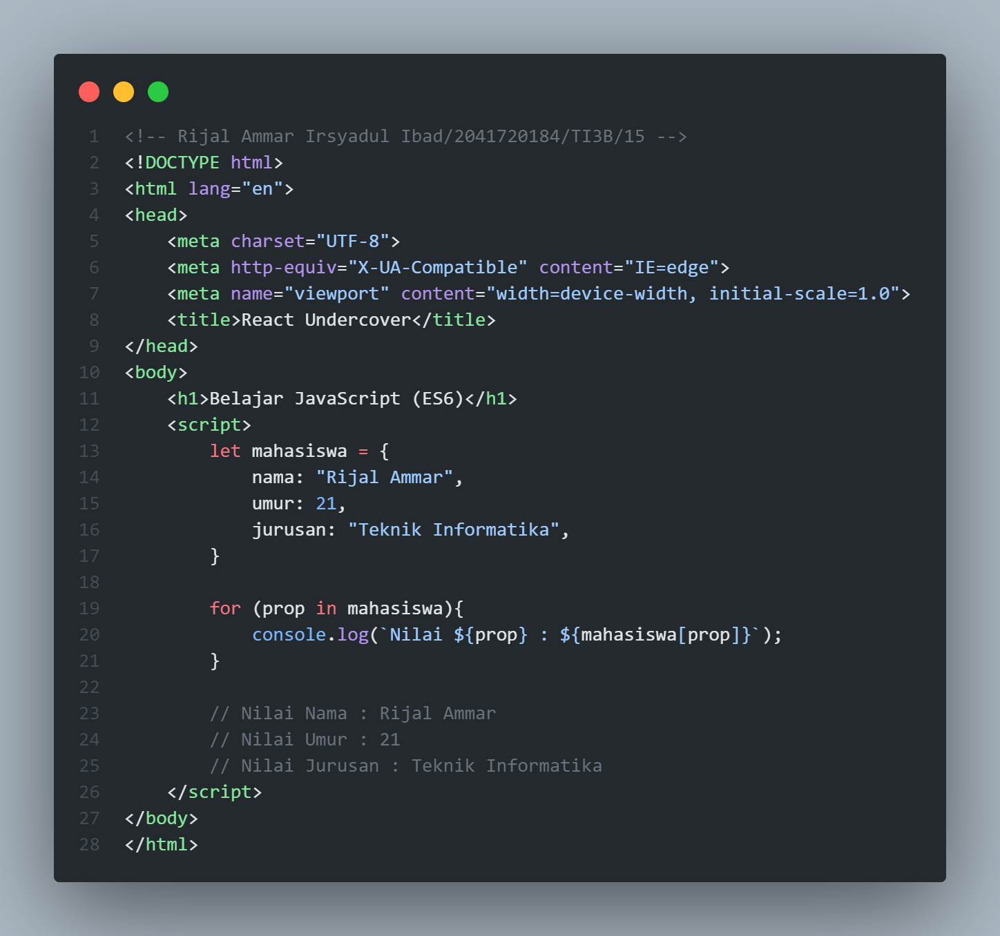 1 <!-- Rijal Ammar Irsyadul Ibad/2041720184/TI3B/15 -->
2 <!DOCTYPE html>
3 <html lang="en">
4 <head>
5     <meta charset="UTF-8">
6     <meta http-equiv="X-UA-Compatible" content="IE=edge">
7     <meta name="viewport" content="width=device-width, initial-scale=1.0">
8     <title>React Undercover</title>
9 </head>
10 <body>
11     <h1>Belajar JavaScript (ES6)</h1>
12     <script>
13         let mahasiswa = {
14             nama: "Rijal Ammar",
15             umur: 21,
16             jurusan: "Teknik Informatika",
17         }
18
19         for (prop in mahasiswa){
20             console.log(`Nilai ${prop} : ${mahasiswa[prop]}`);
21         }
22
23         // Nilai Nama : Rijal Ammar
24         // Nilai Umur : 21
25         // Nilai Jurusan : Teknik Informatika
26     </script>
27 </body>
28 </html>